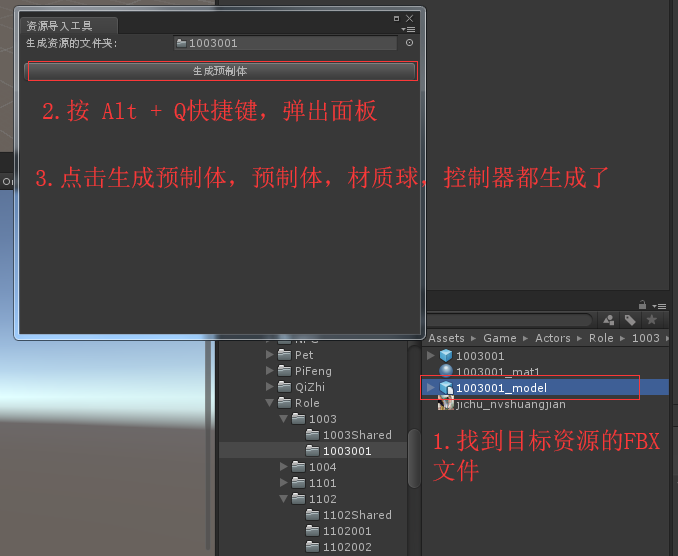 资源导入工具
生成资源的文件夹:
1003001
生成预制体
2.按 Alt + Q快捷键, 弹出面板
3.点击生成预制体, 预制体, 材质球, 控制器都生成了
Assets ▸ Game ▸ Actors ▸ Role ▸ 1003 ▸
Pet
PiFeng
QiZhi
Role
1003
1003Shared
1003001
1004
1101
1102
1102Shared
1102001
1102002
1003001
1003001_mat1
1003001_model
jichu_nvshuangjian
1.找到目标资源的FBX
文件